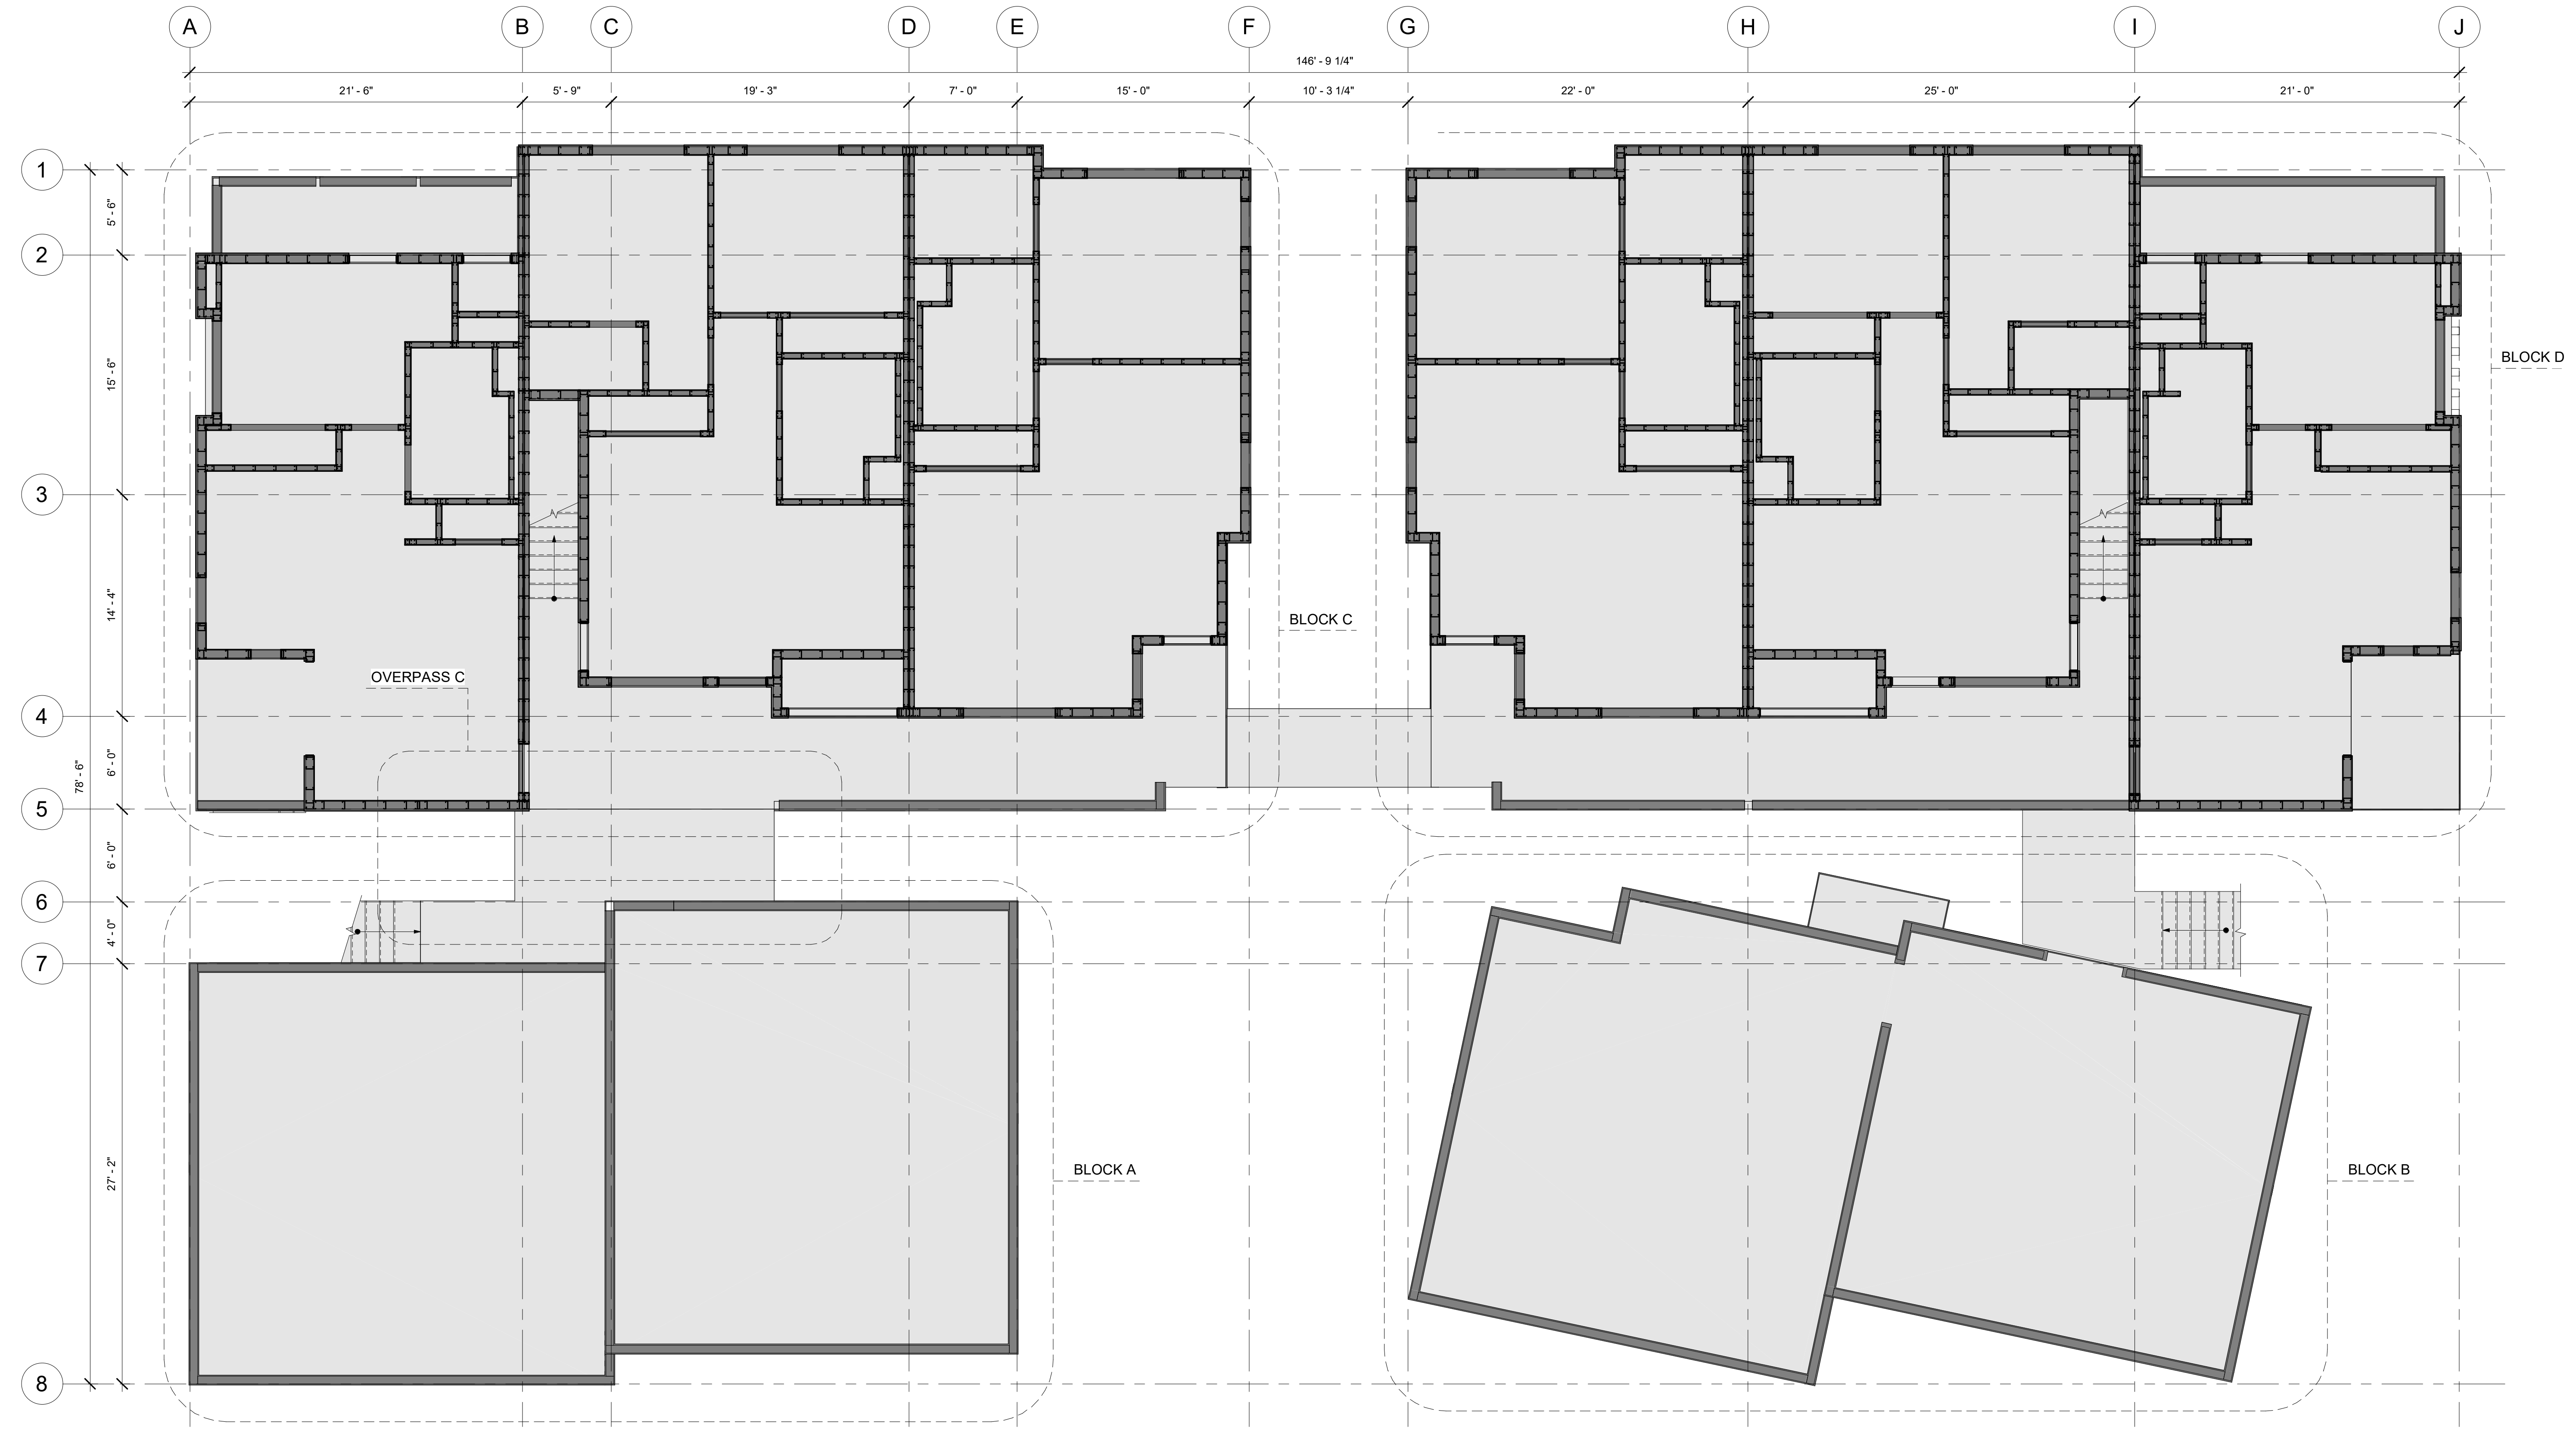 A B C D E F G H I J
146' - 9 1/4"
21' - 6" 5' - 9" 19' - 3" 7' - 0" 15' - 0" 10' - 3 1/4" 22' - 0" 25' - 0" 21' - 0"
1
5' - 6"
2
15' - 6"
BLOCK D
3
14' - 4"
BLOCK C
OVERPASS C
4
6' - 0"
78' - 6"
5
6' - 0"
6
4' - 0"
7
27' - 2"
BLOCK A
BLOCK B
8